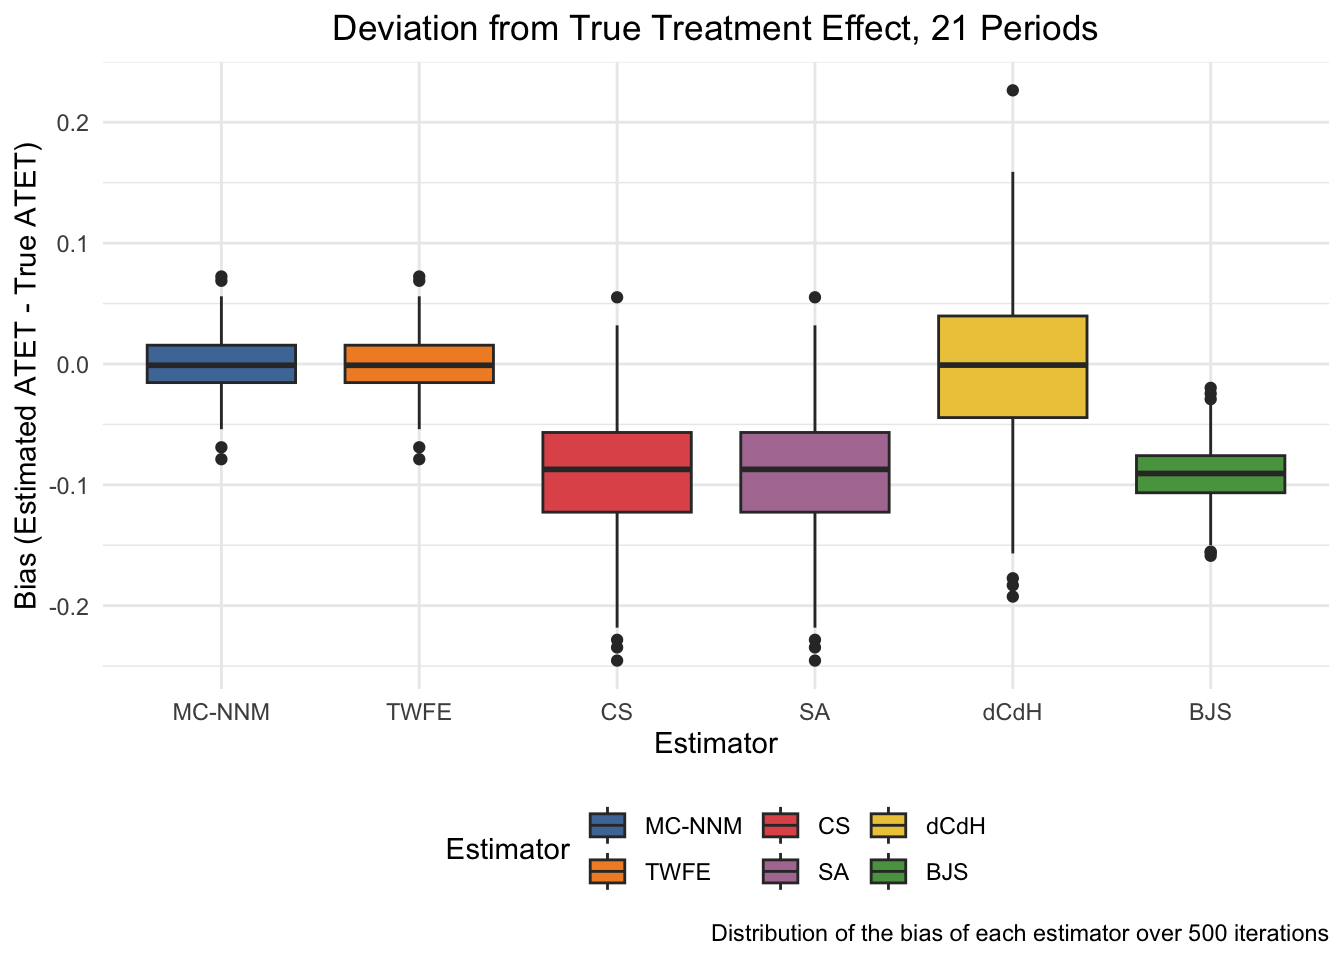 Deviation from True Treatment Effect, 21 Periods
Bias (Estimated ATET - True ATET)
0.2
0.1
0.0
-0.1
-0.2
MC-NNM TWFE CS SA dCdH BJS
Estimator
Estimator
MC-NNM CS dCdH
TWFE SA BJS
Distribution of the bias of each estimator over 500 iterations